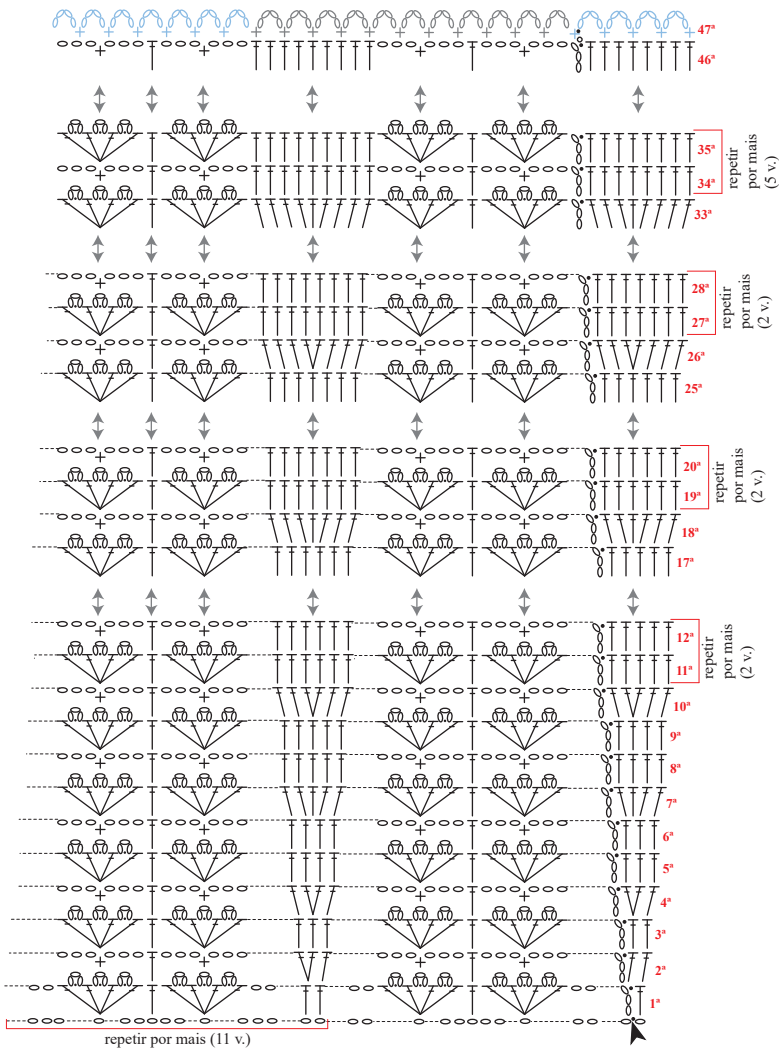 47ª
46ª
35ª
34ª
repetir
por mais
(5 v.)
33ª
28ª
27ª
repetir
por mais
(2 v.)
26ª
25ª
20ª
19ª
repetir
por mais
(2 v.)
18ª
17ª
12ª
11ª
repetir
por mais
(2 v.)
10ª
9ª
8ª
7ª
6ª
5ª
4ª
3ª
2ª
1ª
repetir por mais (11 v.)